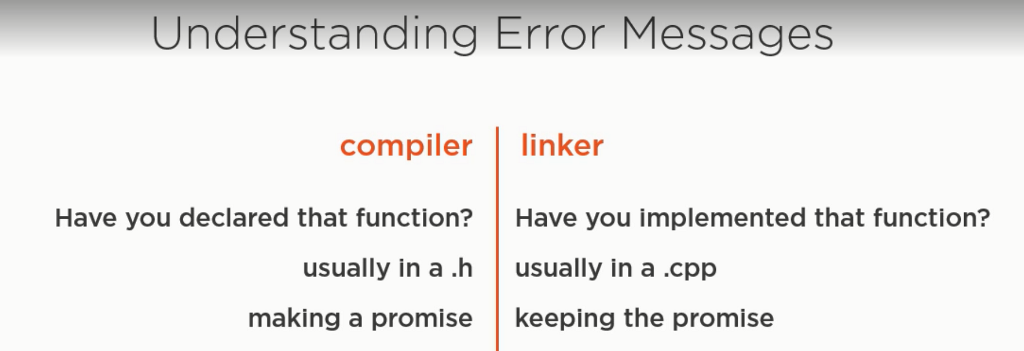 Understanding Error Messages
compiler
linker
Have you declared that function?
Have you implemented that function?
usually in a .h
usually in a .cpp
making a promise
keeping the promise